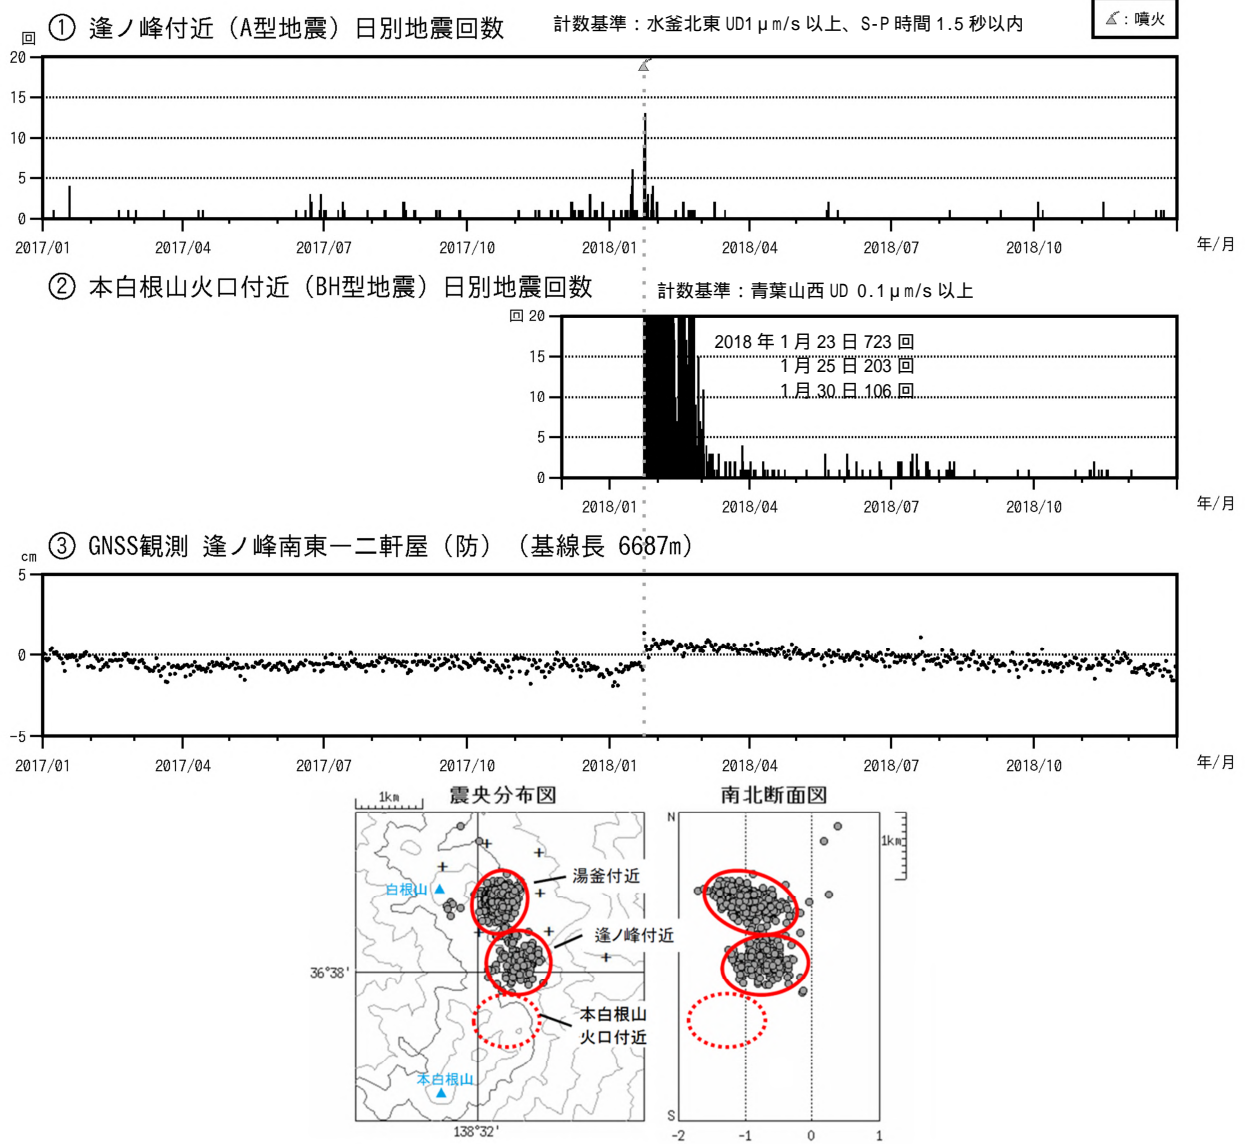 ① 逢ノ峰付近（A型地震）日別地震回数
計数基準：水釜北東 UD1μm/s 以上、S-P 時間 1.5 秒以内
：噴火
回
20
15
10
5
0
2017/01 2017/04 2017/07 2017/10 2018/01 2018/04 2018/07 2018/10 年/月
② 本白根山火口付近（BH型地震）日別地震回数
計数基準：青葉山西 UD 0.1μm/s 以上
回 20
15
10
5
0
2018 年 1 月 23 日 723 回
1 月 25 日 203 回
1 月 30 日 106 回
2018/01 2018/04 2018/07 2018/10 年/月
③ GNSS観測 逢ノ峰南東－二軒屋（防）（基線長 6687m）
cm
5
0
-5
2017/01 2017/04 2017/07 2017/10 2018/01 2018/04 2018/07 2018/10 年/月
1km
震央分布図
白根山
湯釜付近
逢ノ峰付近
36°38'
本白根山
火口付近
本白根山
138°32'
南北断面図
N
1km
S
-2 -1 0 1